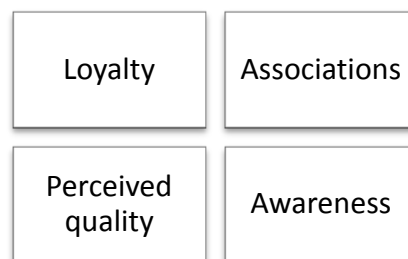 Loyalty
Associations
Perceived
quality
Awareness